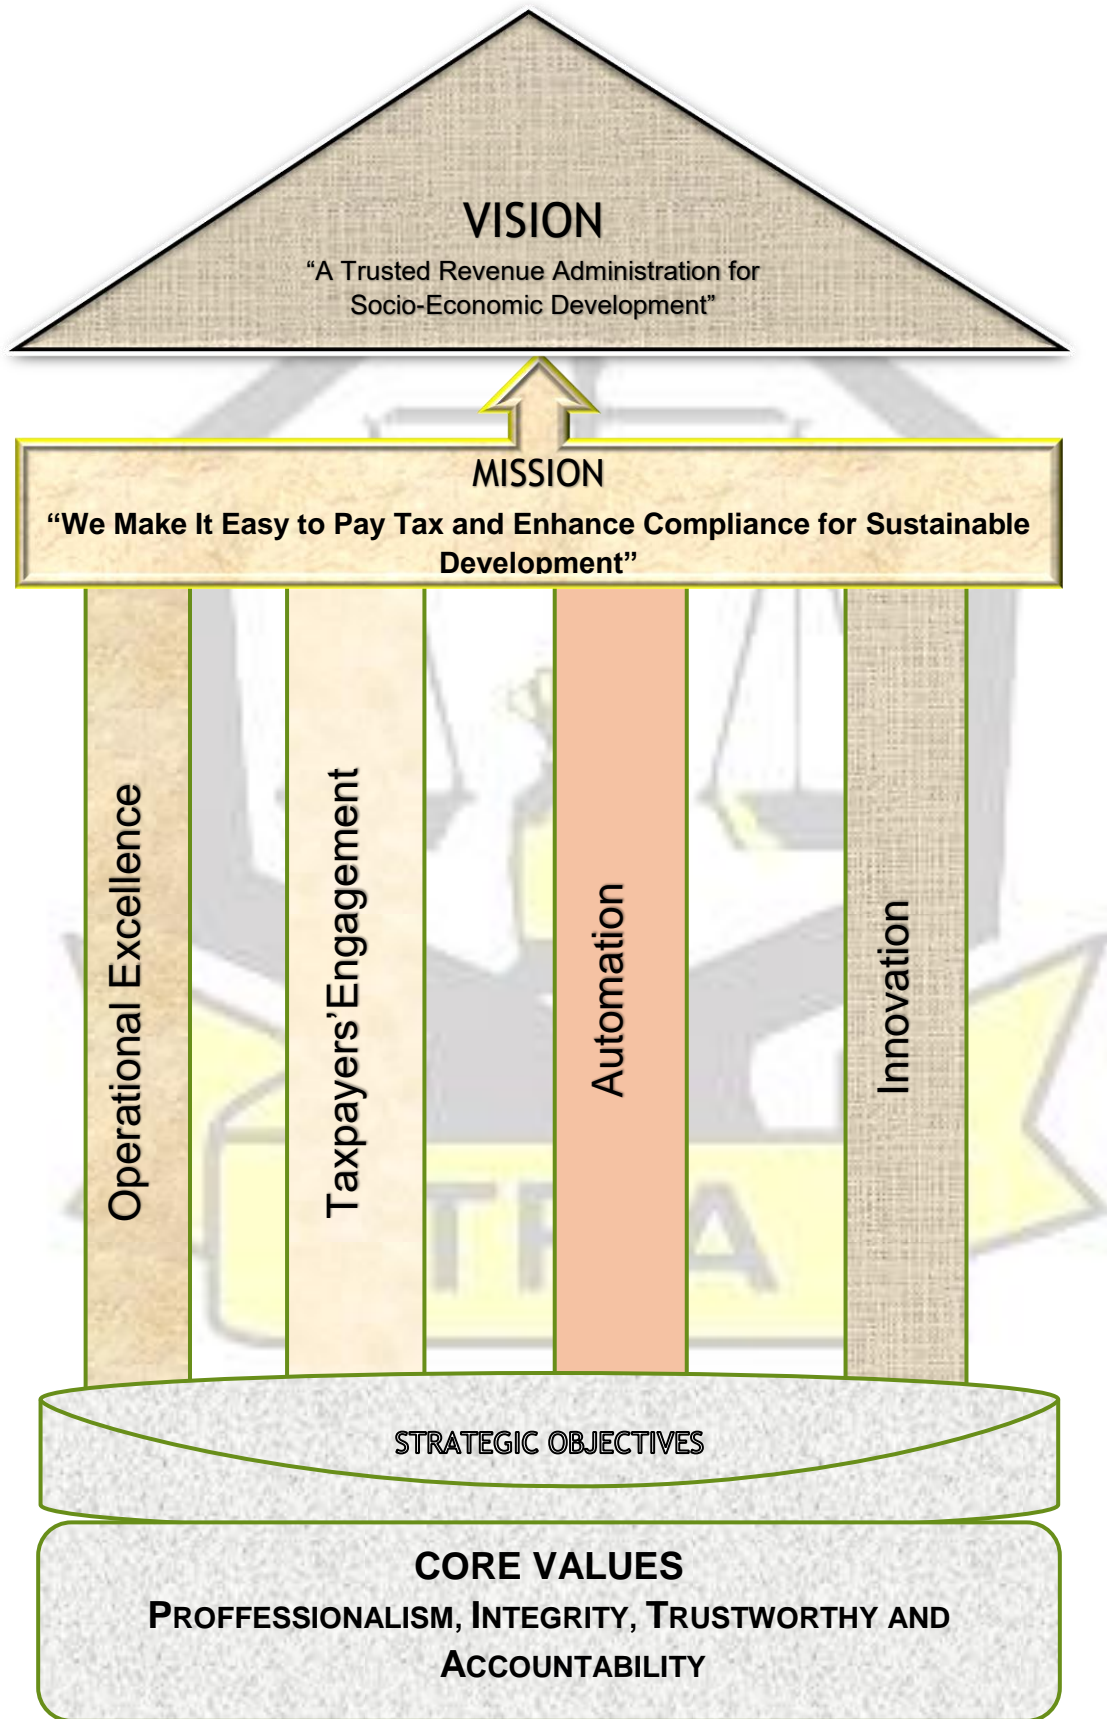 VISION
“A Trusted Revenue Administration for
Socio-Economic Development”
MISSION
“We Make It Easy to Pay Tax and Enhance Compliance for Sustainable
Development”
Operational Excellence
Taxpayers’Engagement
Automation
Innovation
STRATEGIC OBJECTIVES
CORE VALUES
PROFFESSIONALISM, INTEGRITY, TRUSTWORTHY AND
ACCOUNTABILITY